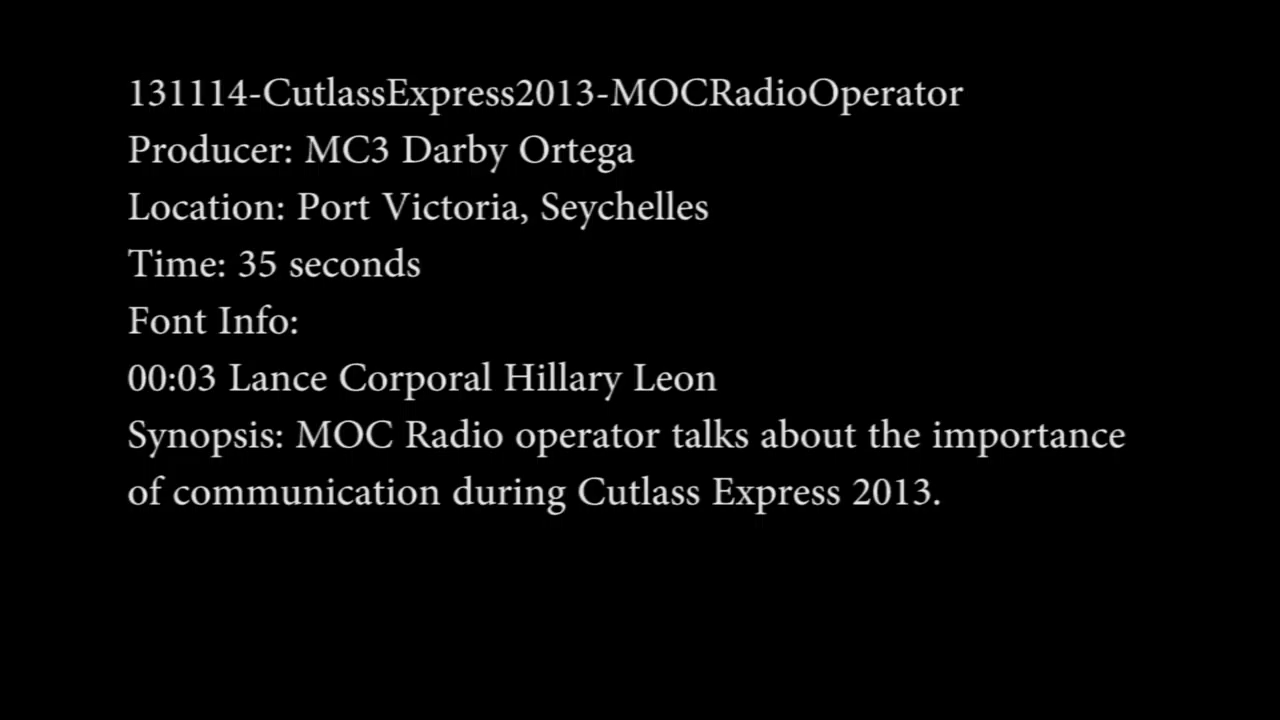 131114-CutlassExpress2013-MOCRadioOperator
Producer: MC3 Darby Ortega
Location: Port Victoria, Seychelles
Time: 35 seconds
Font Info:
00:03 Lance Corporal Hillary Leon
Synopsis: MOC Radio operator talks about the importance
of communication during Cutlass Express 2013.